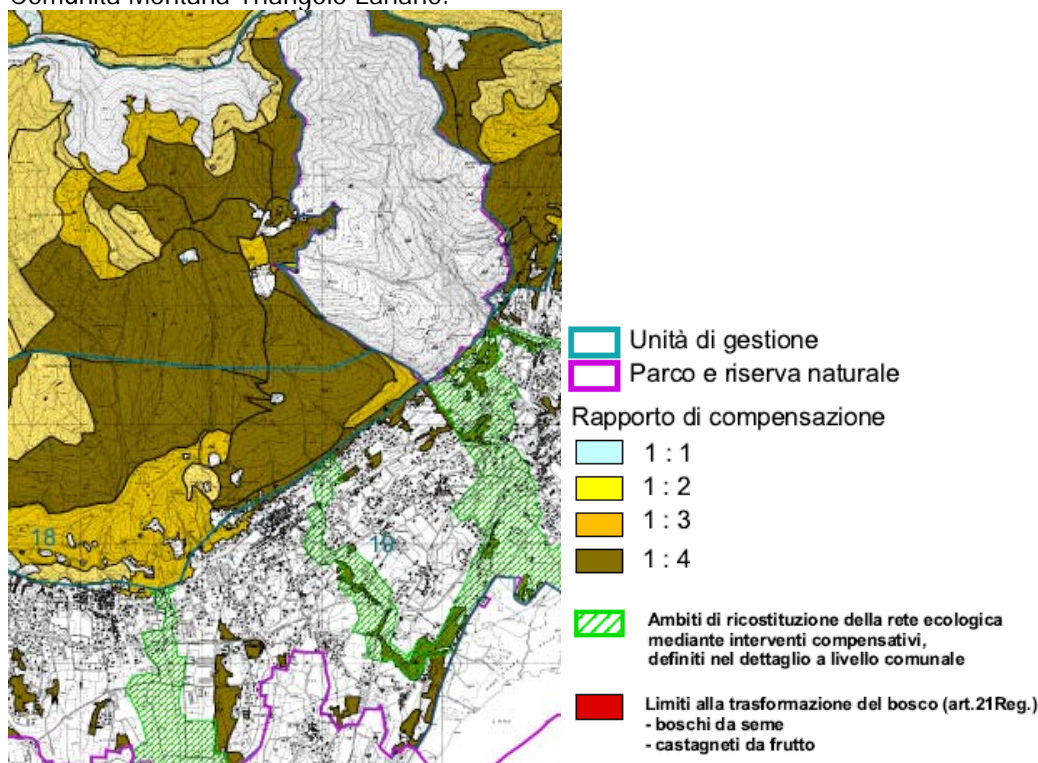 Comunità Montana Triangolo Lariano.
Unità di gestione
Parco e riserva naturale
Rapporto di compensazione
1 : 1
1 : 2
1 : 3
1 : 4
18
19
Ambiti di ricostituzione della rete ecologica
mediante interventi compensativi,
definiti nel dettaglio a livello comunale
Limiti alla trasformazione del bosco (art.21Reg.)
- boschi da seme
- castagneti da frutto